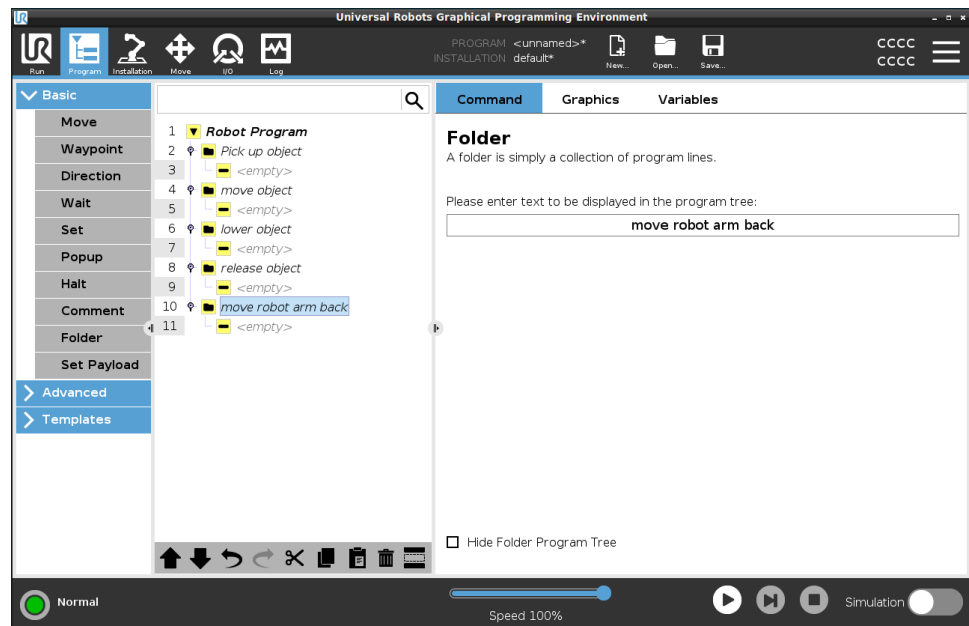 Universal Robots Graphical Programming Environment
UR
Run
Program
Installation
Move
I/O
Log
PROGRAM <unnamed>*
INSTALLATION default*
New...
Open...
Save...
CCCC
CCCC
Basic
Move
Waypoint
Direction
Wait
Set
Popup
Halt
Comment
Folder
Set Payload
Advanced
Templates
1 Robot Program
2 Pick up object
3 <empty>
4 move object
5 <empty>
6 lower object
7 <empty>
8 release object
9 <empty>
10 move robot arm back
11 <empty>
Command Graphics Variables
Folder
A folder is simply a collection of program lines.
Please enter text to be displayed in the program tree:
move robot arm back
Hide Folder Program Tree
Normal
Speed 100%
Simulation